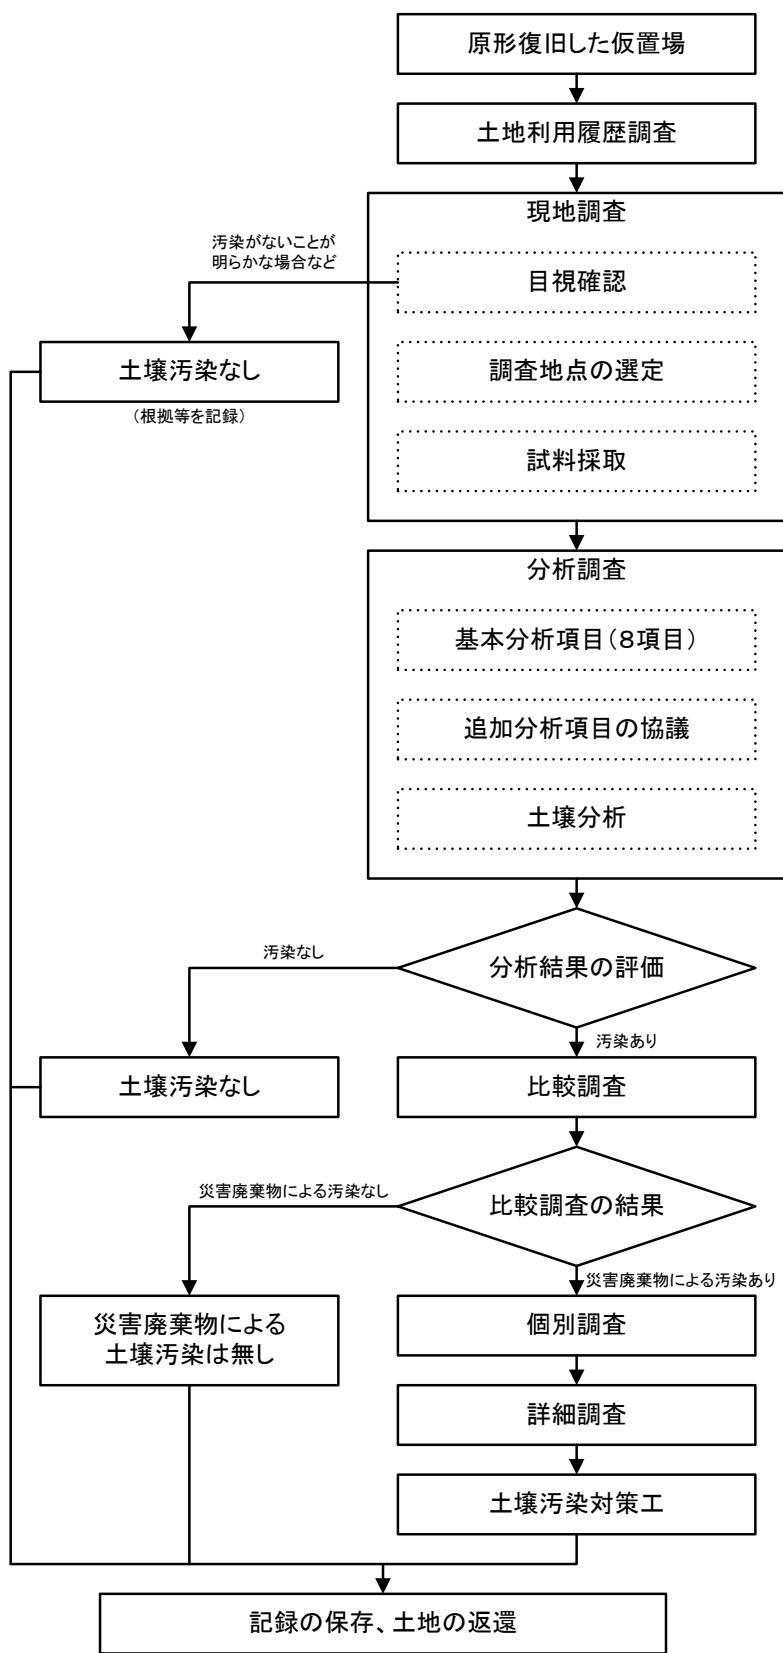 原形復旧した仮置場
土地利用履歴調査
現地調査
汚染がないことが
明らかな場合など
目視確認
土壌汚染なし
（根拠等を記録）
調査地点の選定
試料採取
分析調査
基本分析項目（8項目）
追加分析項目の協議
土壌分析
汚染なし
分析結果の評価
汚染あり
土壌汚染なし
比較調査
災害廃棄物による汚染なし
比較調査の結果
災害廃棄物による汚染あり
災害廃棄物による
土壌汚染は無し
個別調査
詳細調査
土壌汚染対策工
記録の保存、土地の返還